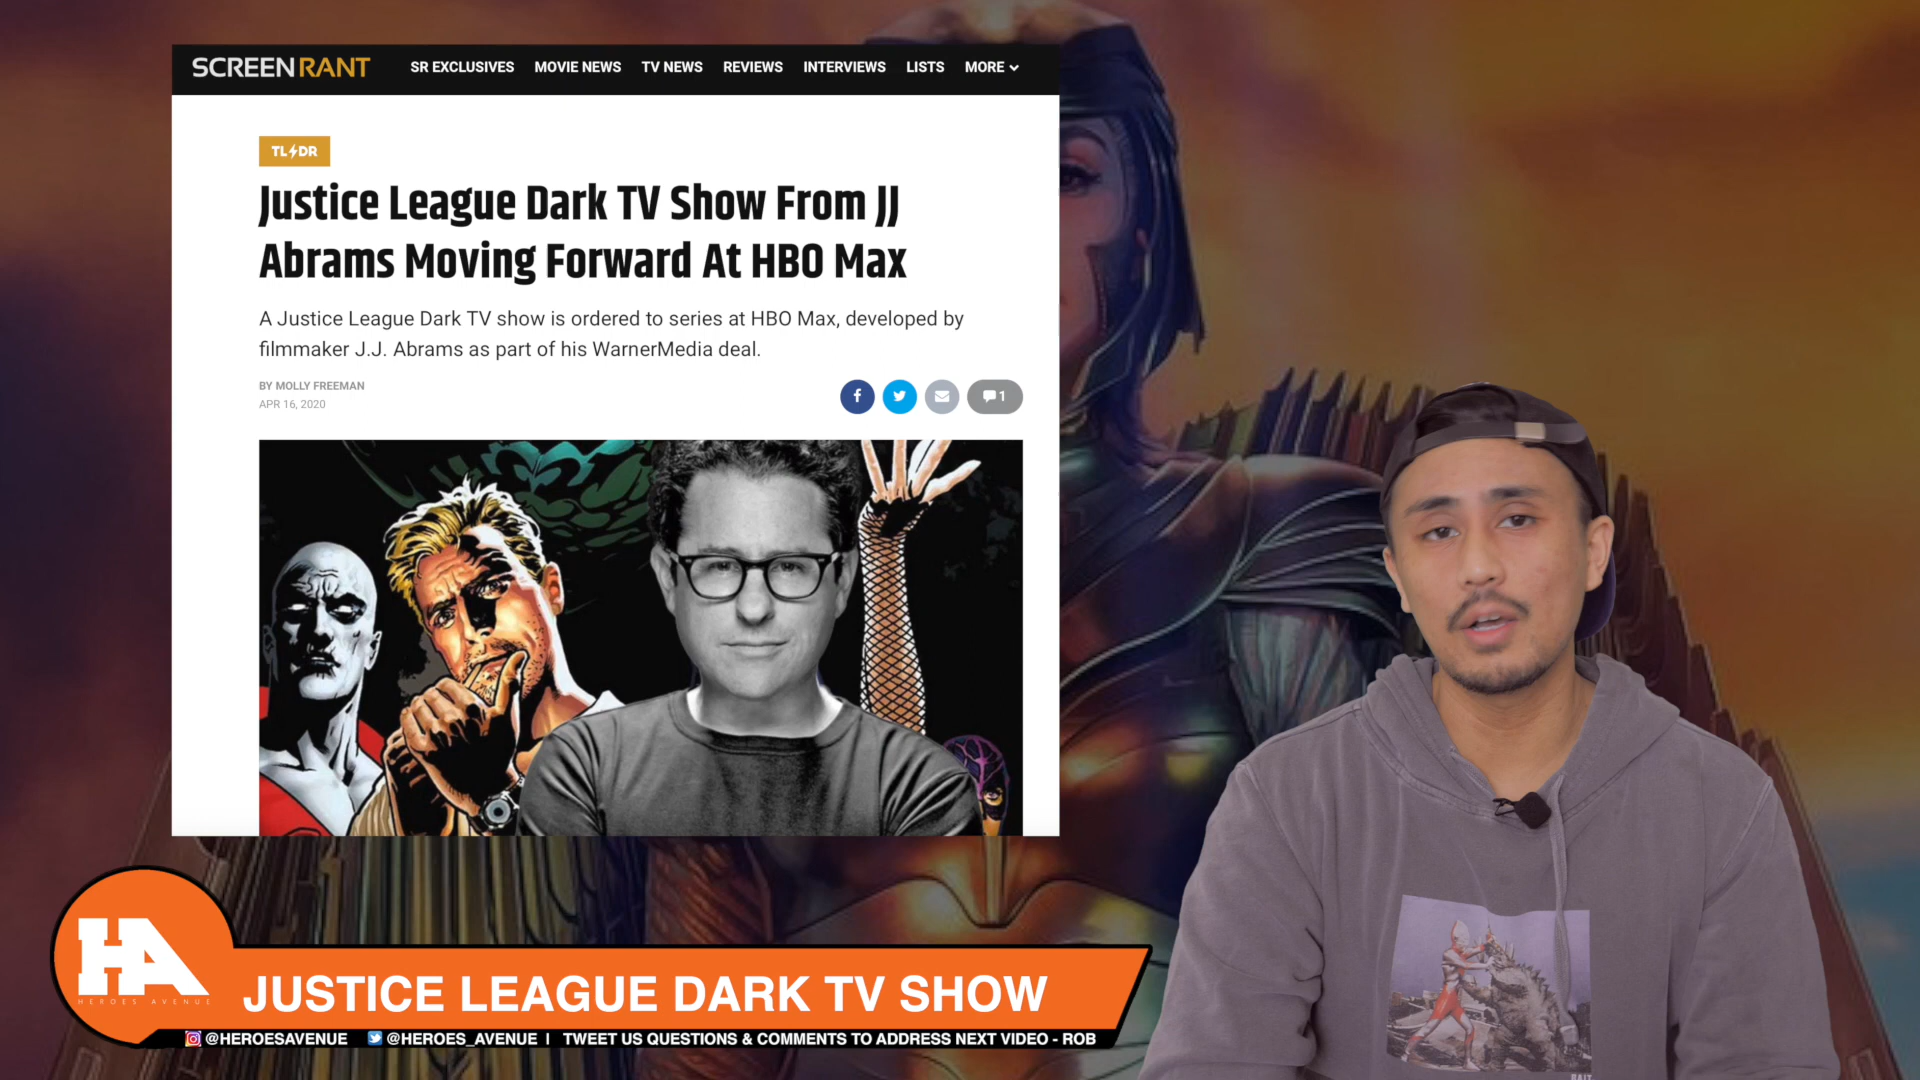 SCREENRANT SR EXCLUSIVES MOVIE NEWS TV NEWS REVIEWS INTERVIEWS LISTS MORE
TL DR
Justice League Dark TV Show From JJ
Abrams Moving Forward At HBO Max
A Justice League Dark TV show is ordered to series at HBO Max, developed by
filmmaker J.J. Abrams as part of his WarnerMedia deal.
BY MOLLY FREEMAN
APR 16, 2020
f 1
HA
HEROES AVENUE
JUSTICE LEAGUE DARK TV SHOW
@HEROESAVENUE @HEROES_AVENUE I TWEET US QUESTIONS & COMMENTS TO ADDRESS NEXT VIDEO - ROB